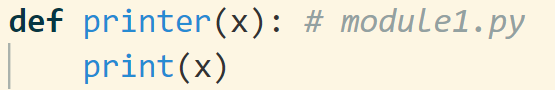 def printer(x): # module1.py
    print(x)